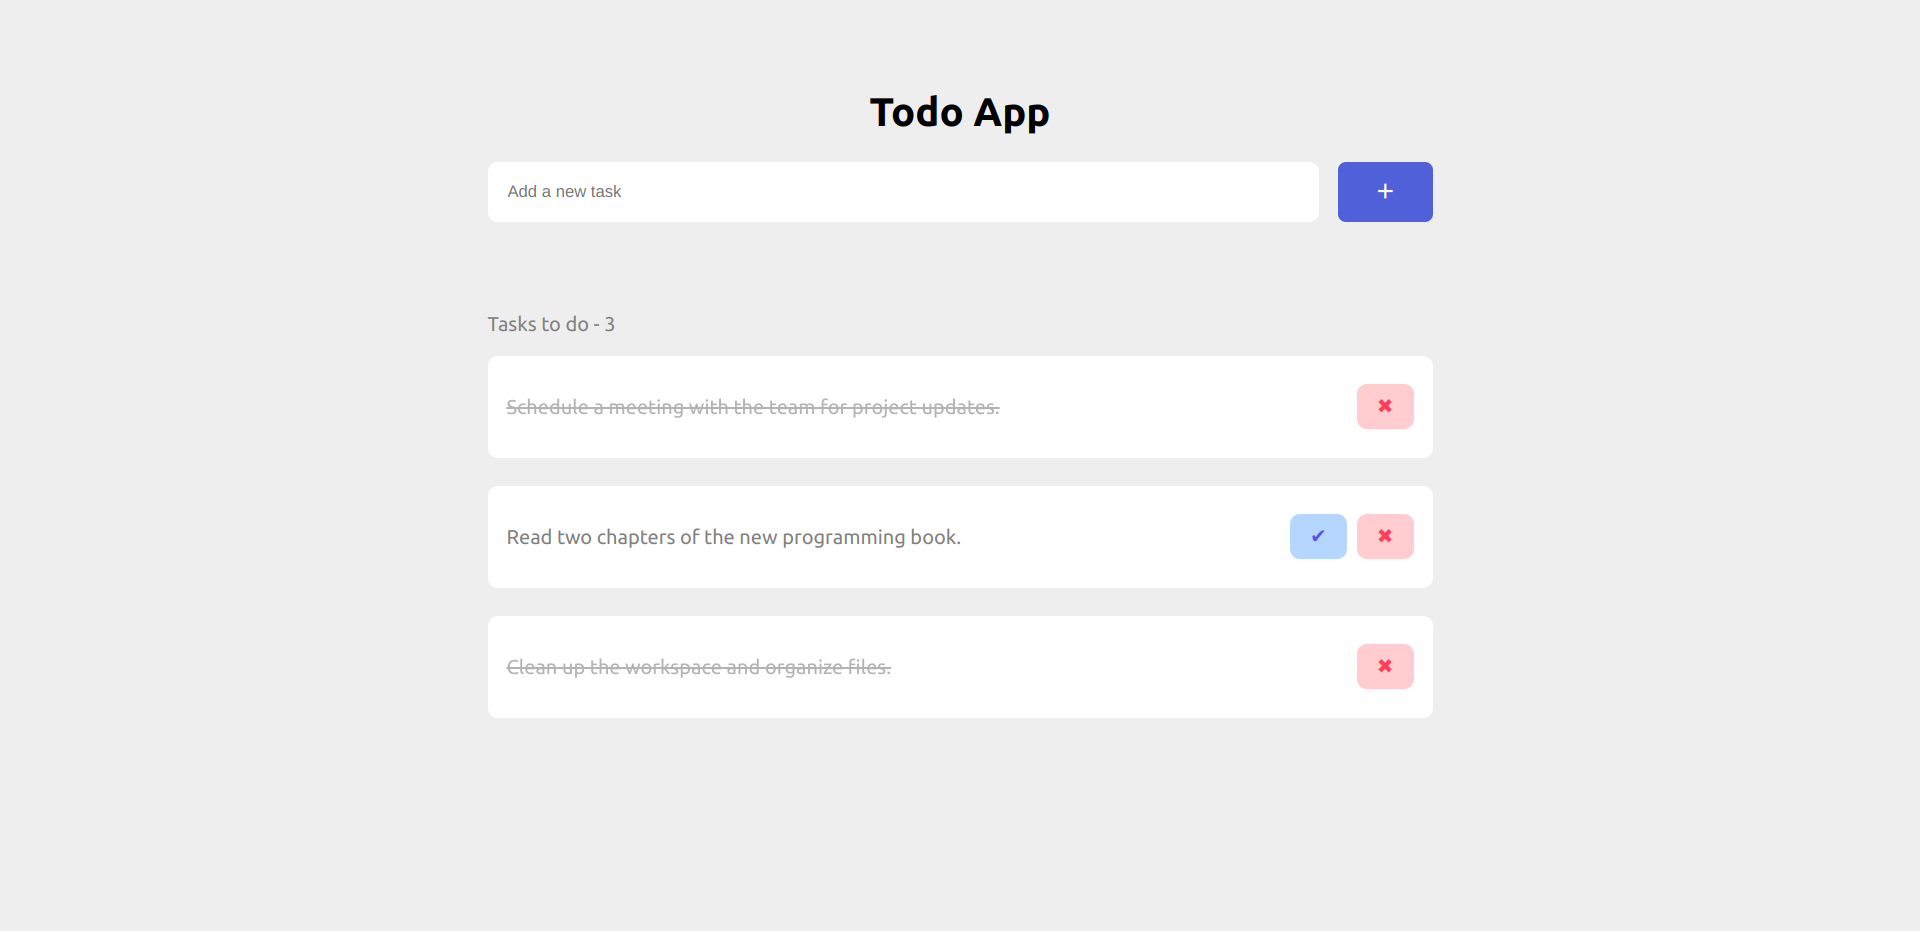 Todo App
Add a new task
+
Tasks to do - 3
Schedule a meeting with the team for project updates.
✖
Read two chapters of the new programming book.
✔ ✖
Clean up the workspace and organize files.
✖